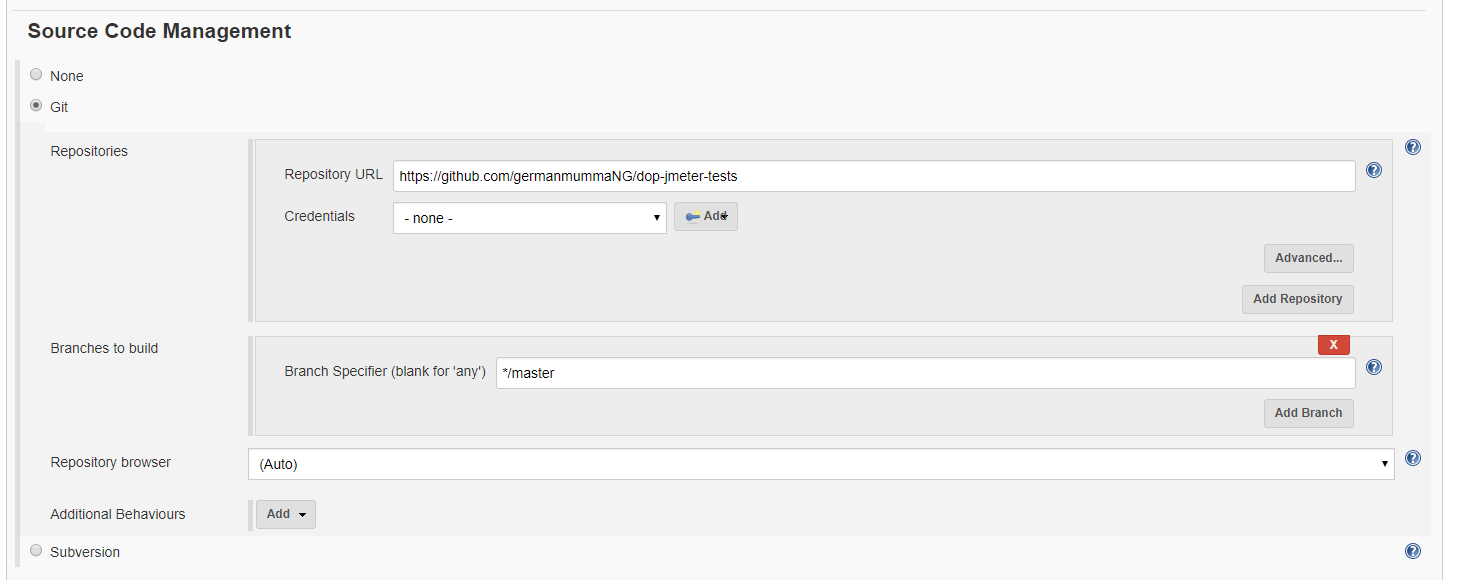 Source Code Management
None
Git
Repositories
?
Repository URL https://github.com/germanmummaNG/dop-jmeter-tests
?
Credentials - none - Add
Advanced...
Add Repository
Branches to build
X
Branch Specifier (blank for 'any') */master
?
Add Branch
Repository browser (Auto)
?
Additional Behaviours Add
Subversion
?